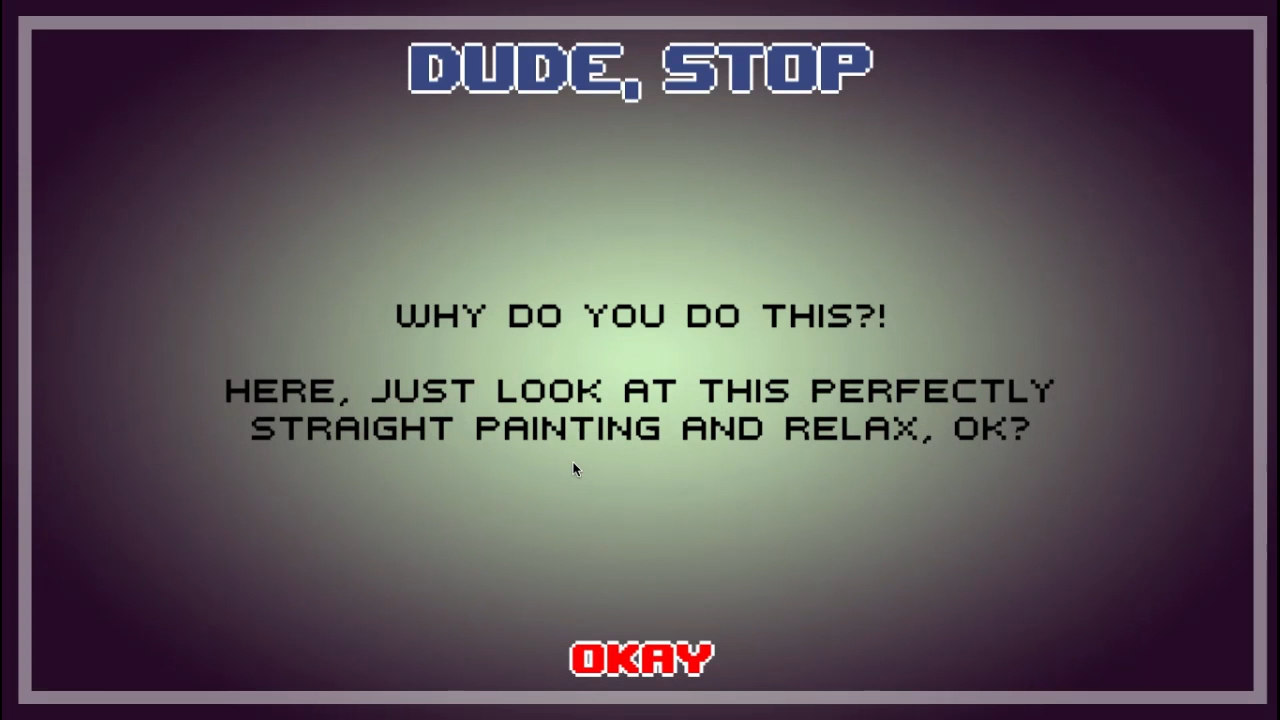 DUDE, STOP
WHY DO YOU DO THIS?!
HERE, JUST LOOK AT THIS PERFECTLY
STRAIGHT PAINTING AND RELAX, OK?
OKAY